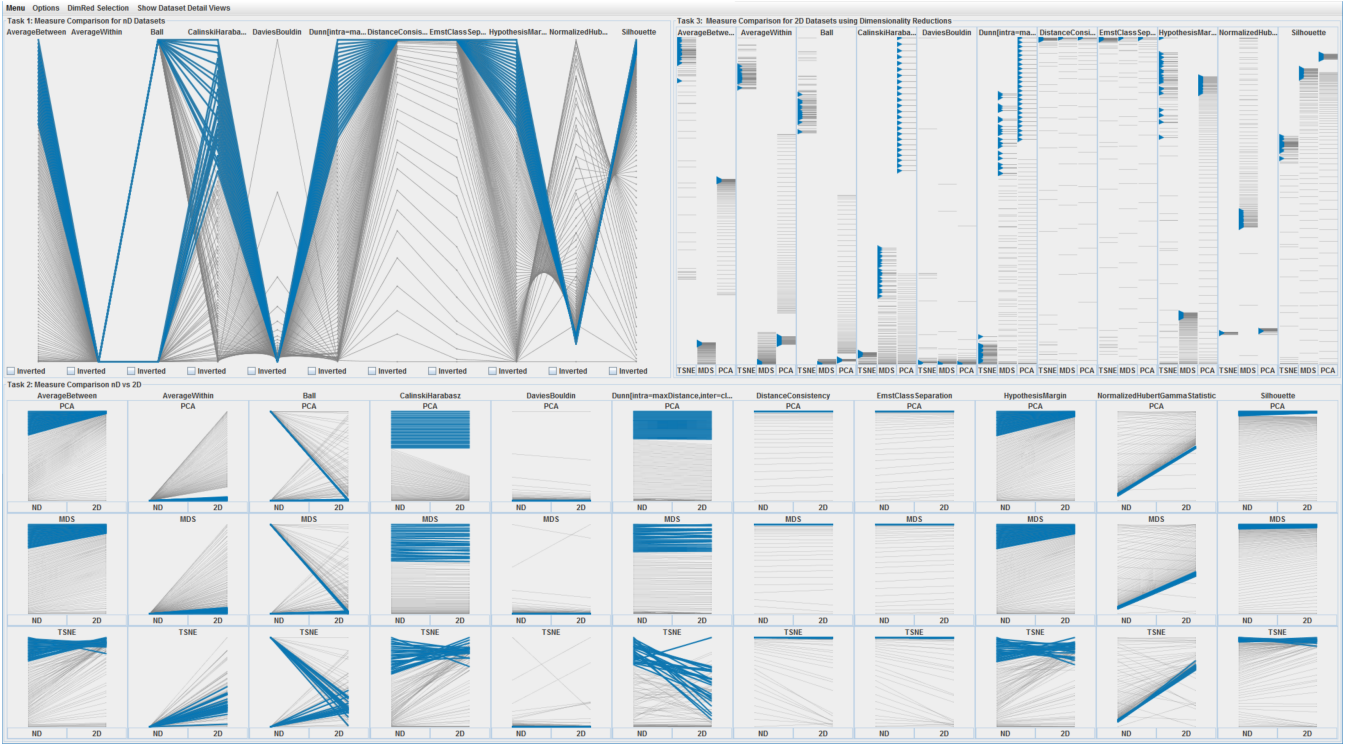 Menu Options DimRed Selection Show Dataset Detail Views
Task 1: Measure Comparison for nD Datasets
AverageBetween AverageWithin Ball CalinskiHaraba... DaviesBouldin Dunn[intra=ma... DistanceConsis... EmstClassSep... HypothesisMar... NormalizedHub... Silhouette
Inverted Inverted Inverted Inverted Inverted Inverted Inverted Inverted Inverted Inverted Inverted
Task 3: Measure Comparison for 2D Datasets using Dimensionality Reductions
AverageBetwe... AverageWithin Ball CalinskiHaraba... DaviesBouldin Dunn[intra=ma... DistanceConsi... EmstClassSep... HypothesisMar... NormalizedHub... Silhouette
TSNE MDS PCA TSNE MDS PCA TSNE MDS PCA TSNE MDS PCA TSNE MDS PCA TSNE MDS PCA TSNE MDS PCA TSNE MDS PCA TSNE MDS PCA TSNE MDS PCA TSNE MDS PCA
Task 2: Measure Comparison nD vs 2D
AverageBetween AverageWithin Ball CalinskiHarabasz DaviesBouldin Dunn[intra=maxDistance,inter=cl... DistanceConsistency EmstClassSeparation HypothesisMargin NormalizedHubertGammaStatistic Silhouette
PCA PCA PCA PCA PCA PCA PCA PCA PCA PCA PCA
ND 2D ND 2D ND 2D ND 2D ND 2D ND 2D ND 2D ND 2D ND 2D ND 2D ND 2D
MDS MDS MDS MDS MDS MDS MDS MDS MDS MDS MDS
ND 2D ND 2D ND 2D ND 2D ND 2D ND 2D ND 2D ND 2D ND 2D ND 2D ND 2D
TSNE TSNE TSNE TSNE TSNE TSNE TSNE TSNE TSNE TSNE TSNE
ND 2D ND 2D ND 2D ND 2D ND 2D ND 2D ND 2D ND 2D ND 2D ND 2D ND 2D